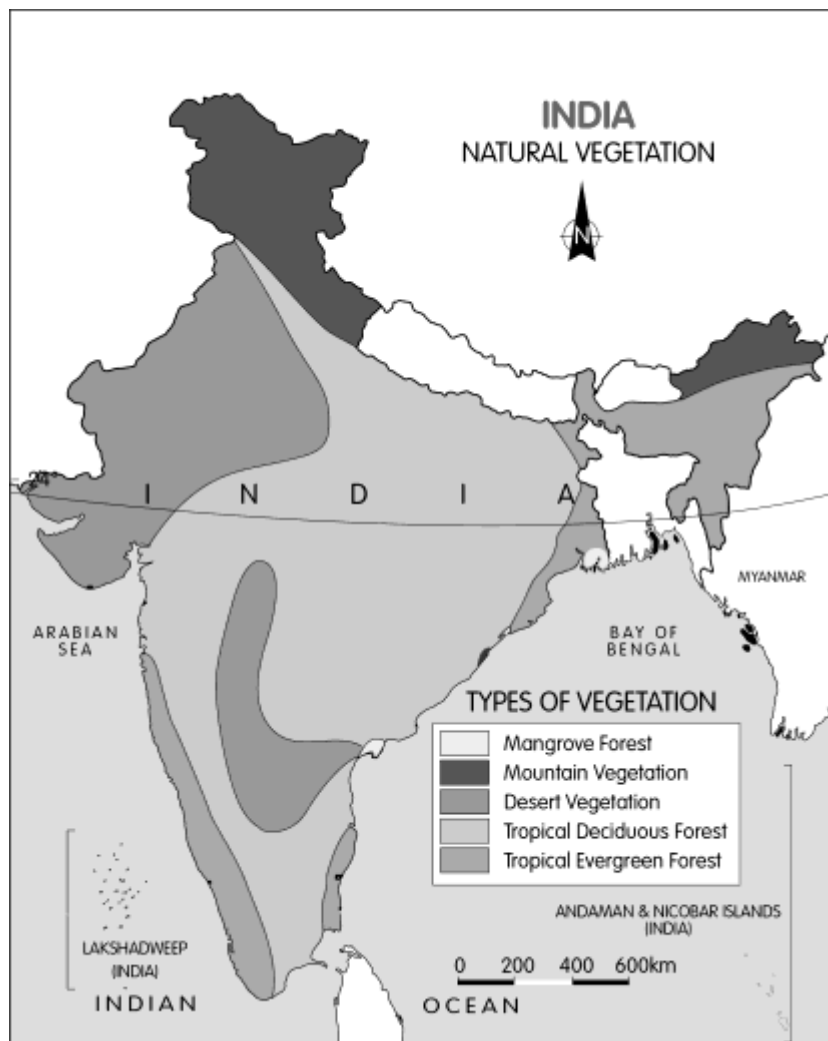 INDIA
NATURAL VEGETATION
N
I N D I A
MYANMAR
ARABIAN
SEA
BAY OF
BENGAL
TYPES OF VEGETATION
Mangrove Forest
Mountain Vegetation
Desert Vegetation
Tropical Deciduous Forest
Tropical Evergreen Forest
ANDAMAN & NICOBAR ISLANDS
(INDIA)
LAKSHADWEEP
(INDIA)
0 200 400 600km
INDIAN OCEAN